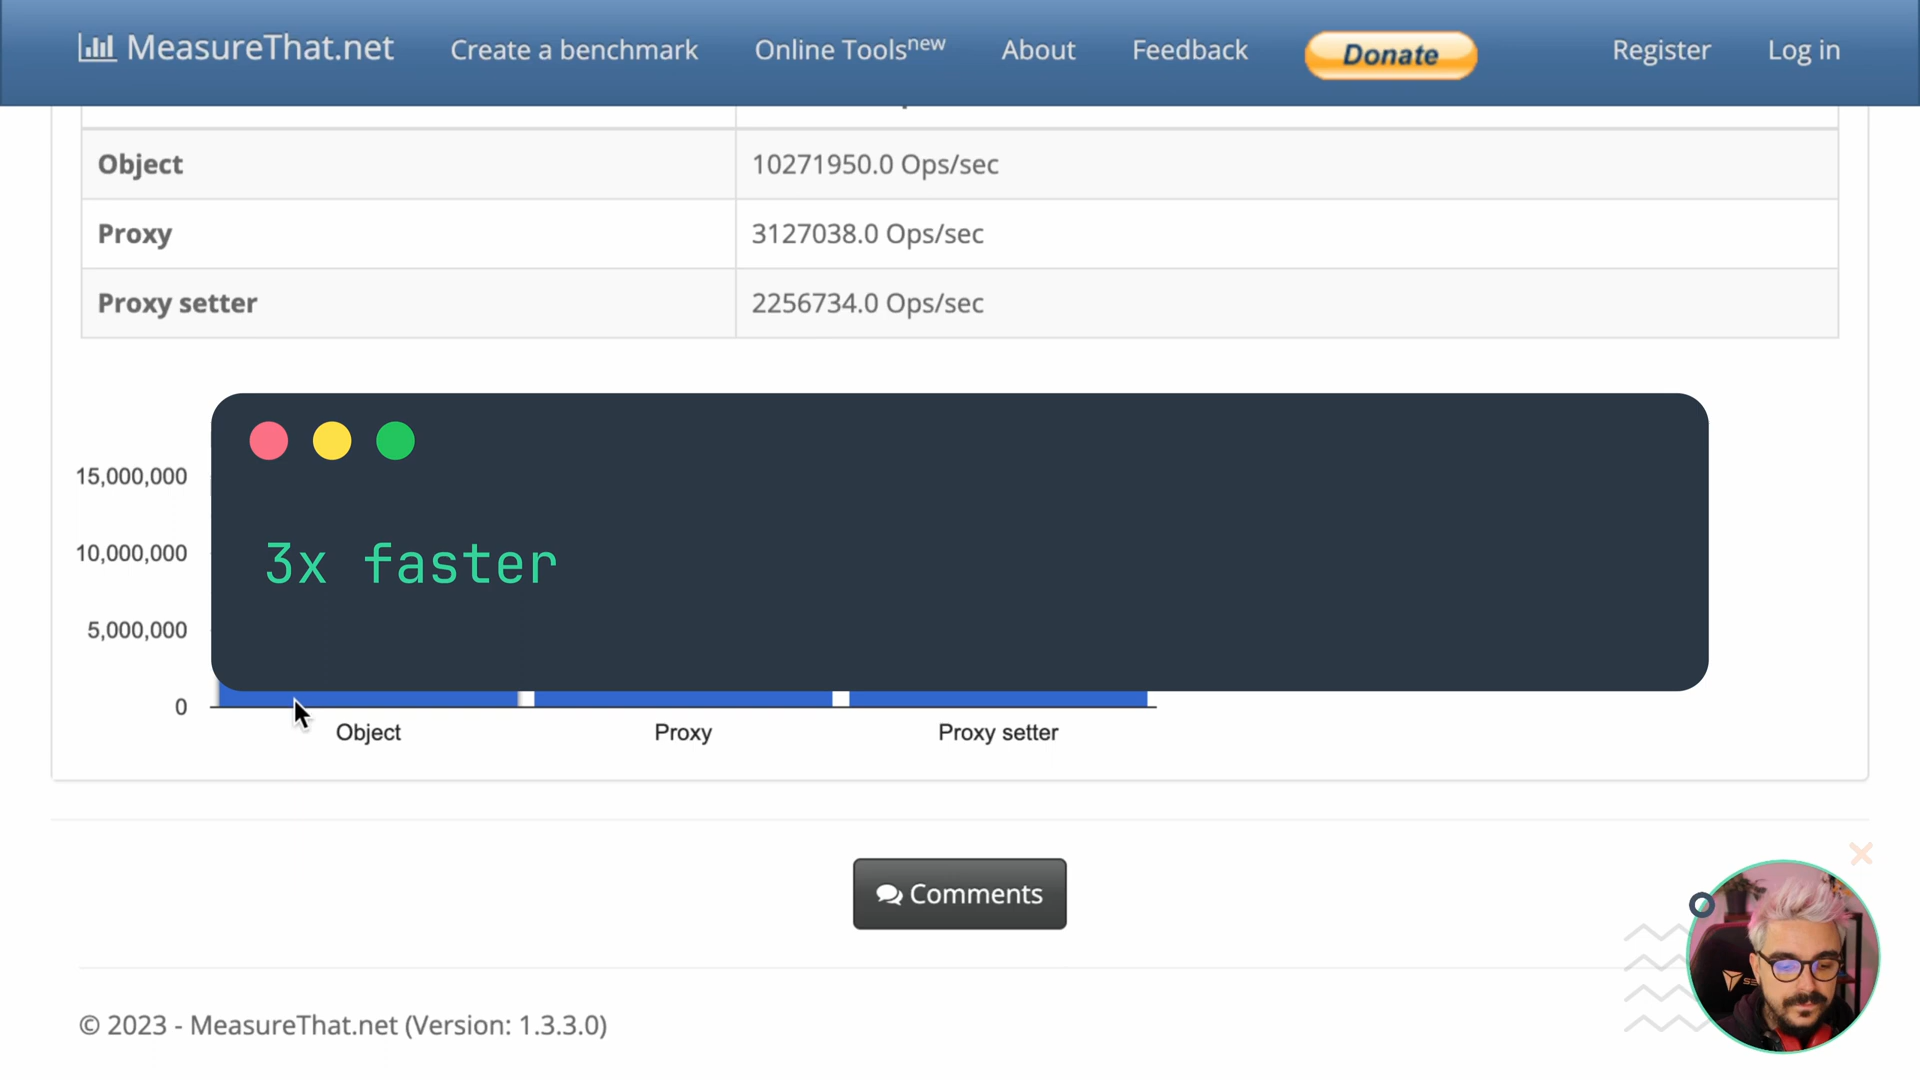 MeasureThat.net Create a benchmark Online Toolsnew About Feedback Donate Register Log in
Object 10271950.0 Ops/sec
Proxy 3127038.0 Ops/sec
Proxy setter 2256734.0 Ops/sec
15,000,000
10,000,000
5,000,000
0
3x faster
Object Proxy Proxy setter
Comments
© 2023 - MeasureThat.net (Version: 1.3.3.0)